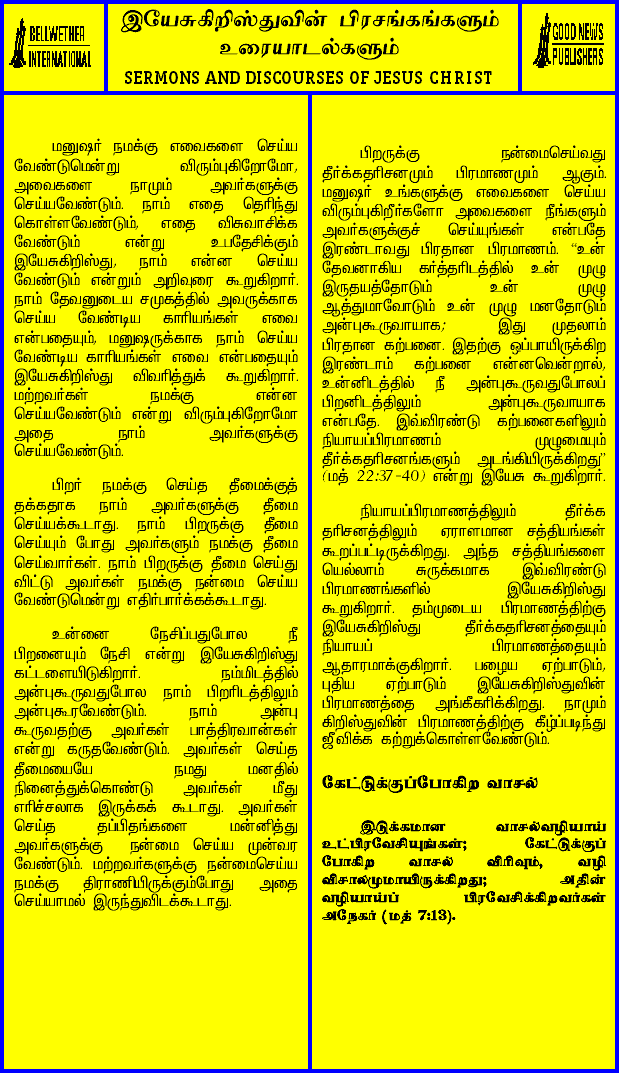 BELLWETHER
INTERNATIONAL
இயேசுகிறிஸ்துவின் பிரசங்கங்களும்
உரையாடல்களும்
SERMONS AND DISCOURSES OF JESUS CHRIST
GOOD NEWS
PUBLISHERS
மனுஷர் நமக்கு எவைகளை செய்ய
வேண்டுமென்று விரும்புகிறோமோ,
அவைகளை நாமும் அவர்களுக்கு
செய்யவேண்டும். நாம் எதை தெரிந்து
கொள்ளவேண்டும், எதை விசுவாசிக்க
வேண்டும் என்று உபதேசிக்கும்
இயேசுகிறிஸ்து, நாம் என்ன செய்ய
வேண்டும் என்றும் அறிவுரை கூறுகிறார்.
நாம் தேவனுடைய சமுகத்தில் அவருக்காக
செய்ய வேண்டிய காரியங்கள் எவை
என்பதையும், மனுஷருக்காக நாம் செய்ய
வேண்டிய காரியங்கள் எவை என்பதையும்
இயேசுகிறிஸ்து விவரித்துக் கூறுகிறார்.
மற்றவர்கள் நமக்கு என்ன
செய்யவேண்டும் என்று விரும்புகிறோமோ
அதை நாம் அவர்களுக்கு
செய்யவேண்டும்.
பிறர் நமக்கு செய்த தீமைக்குத்
தக்கதாக நாம் அவர்களுக்கு தீமை
செய்யக்கூடாது. நாம் பிறருக்கு தீமை
செய்யும் போது அவர்களும் நமக்கு தீமை
செய்வார்கள். நாம் பிறருக்கு தீமை செய்து
விட்டு அவர்கள் நமக்கு நன்மை செய்ய
வேண்டுமென்று எதிர்பார்க்கக்கூடாது.
உன்னை நேசிப்பதுபோல நீ
பிறனையும் நேசி என்று இயேசுகிறிஸ்து
கட்டளையிடுகிறார். நம்மிடத்தில்
அன்புகூருவதுபோல நாம் பிறரிடத்திலும்
அன்புகூரவேண்டும். நாம் அன்பு
கூருவதற்கு அவர்கள் பாத்திரவான்கள்
என்று கருதவேண்டும். அவர்கள் செய்த
தீமையையே நமது மனதில்
நினைத்துக்கொண்டு அவர்கள் மீது
எரிச்சலாக இருக்கக் கூடாது. அவர்கள்
செய்த தப்பிதங்களை மன்னித்து
அவர்களுக்கு நன்மை செய்ய முன்வர
வேண்டும். மற்றவர்களுக்கு நன்மைசெய்ய
நமக்கு திராணியிருக்கும்போது அதை
செய்யாமல் இருந்துவிடக்கூடாது.
பிறருக்கு நன்மைசெய்வது
தீர்க்கதரிசனமும் பிரமாணமும் ஆகும்.
மனுஷர் உங்களுக்கு எவைகளை செய்ய
விரும்புகிறீர்களோ அவைகளை நீங்களும்
அவர்களுக்குச் செய்யுங்கள் என்பதே
இரண்டாவது பிரதான பிரமாணம். "உன்
தேவனாகிய கர்த்தரிடத்தில் உன் முழு
இருதயத்தோடும் உன் முழு
ஆத்துமாவோடும் உன் முழு மனதோடும்
அன்புகூருவாயாக; இது முதலாம்
பிரதான கற்பனை. இதற்கு ஒப்பாயிருக்கிற
இரண்டாம் கற்பனை என்னவென்றால்,
உன்னிடத்தில் நீ அன்புகூருவதுபோலப்
பிறனிடத்திலும் அன்புகூருவாயாக
என்பதே. இவ்விரண்டு கற்பனைகளிலும்
நியாயப்பிரமாணம் முழுமையும்
தீர்க்கதரிசனங்களும் அடங்கியிருக்கிறது"
(மத் 22:37-40) என்று இயேசு கூறுகிறார்.
நியாயப்பிரமாணத்திலும் தீர்க்க
தரிசனத்திலும் ஏராளமான சத்தியங்கள்
கூறப்பட்டிருக்கிறது. அந்த சத்தியங்களை
யெல்லாம் சுருக்கமாக இவ்விரண்டு
பிரமாணங்களில் இயேசுகிறிஸ்து
கூறுகிறார். தம்முடைய பிரமாணத்திற்கு
இயேசுகிறிஸ்து தீர்க்கதரிசனத்தையும்
நியாயப் பிரமாணத்தையும்
ஆதாரமாக்குகிறார். பழைய ஏற்பாடும்,
புதிய ஏற்பாடும் இயேசுகிறிஸ்துவின்
பிரமாணத்தை அங்கீகரிக்கிறது. நாமும்
கிறிஸ்துவின் பிரமாணத்திற்கு கீழ்ப்படிந்து
ஜீவிக்க கற்றுக்கொள்ளவேண்டும்.
கேட்டுக்குப்போகிற வாசல்
இடுக்கமான வாசல்வழியாய்
உட்பிரவேசியுங்கள்; கேட்டுக்குப்
போகிற வாசல் விரிவும், வழி
விசாலமுமாயிருக்கிறது; அதின்
வழியாய்ப் பிரவேசிக்கிறவர்கள்
அநேகர் (மத் 7:13).